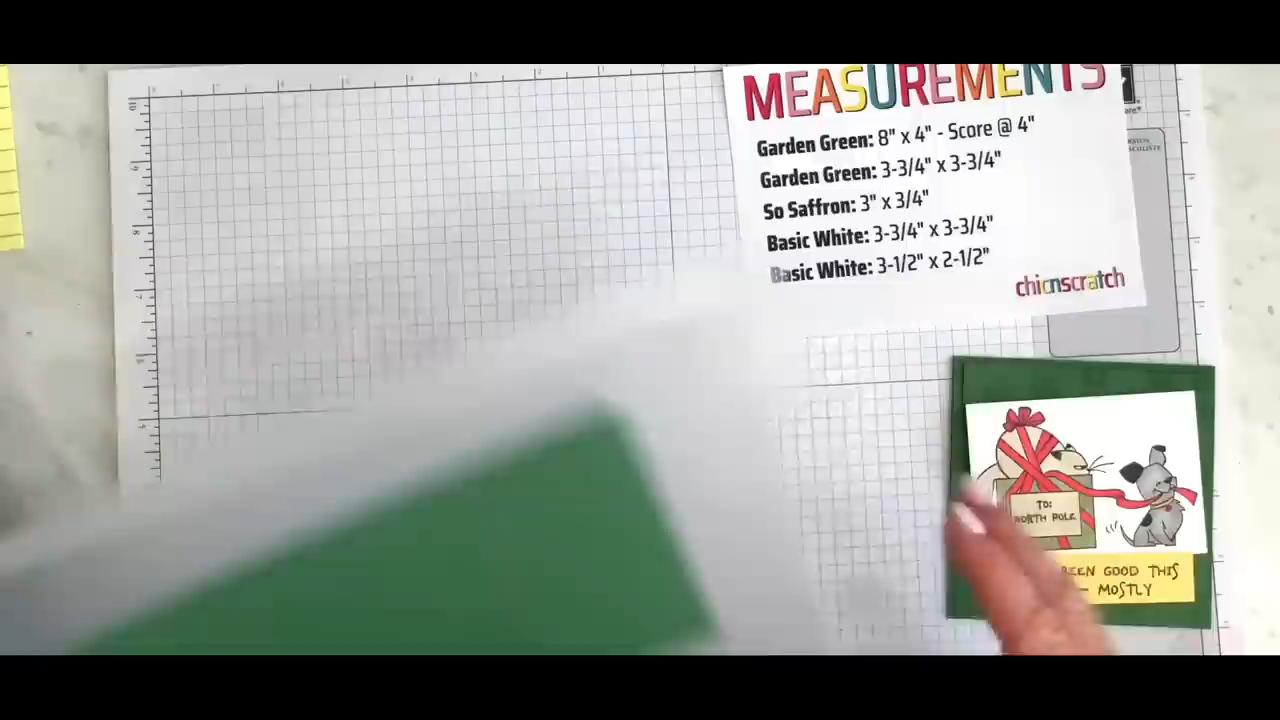 MEASUREMENTS
Garden Green: 8" x 4" - Score @ 4"
Garden Green: 3-3/4" x 3-3/4"
So Saffron: 3" x 3/4"
Basic White: 3-3/4" x 3-3/4"
Basic White: 3-1/2" x 2-1/2"
chicnscratch
TO:
NORTH POLE
BEEN GOOD THIS
— MOSTLY